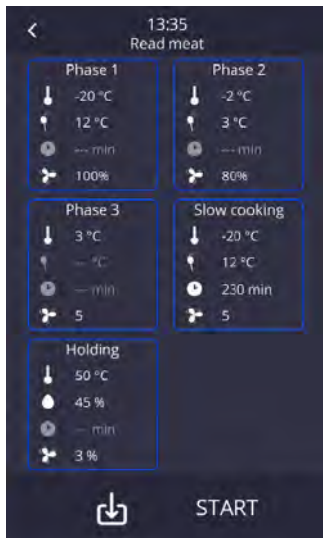 13:35
Read meat
Phase 1
-20 °C
12 °C
--- min
100%
Phase 2
-2 °C
3 °C
--- min
80%
Phase 3
3 °C
--- °C
--- min
5
Slow cooking
-20 °C
12 °C
230 min
5
Holding
50 °C
45 %
--- min
3 %
START